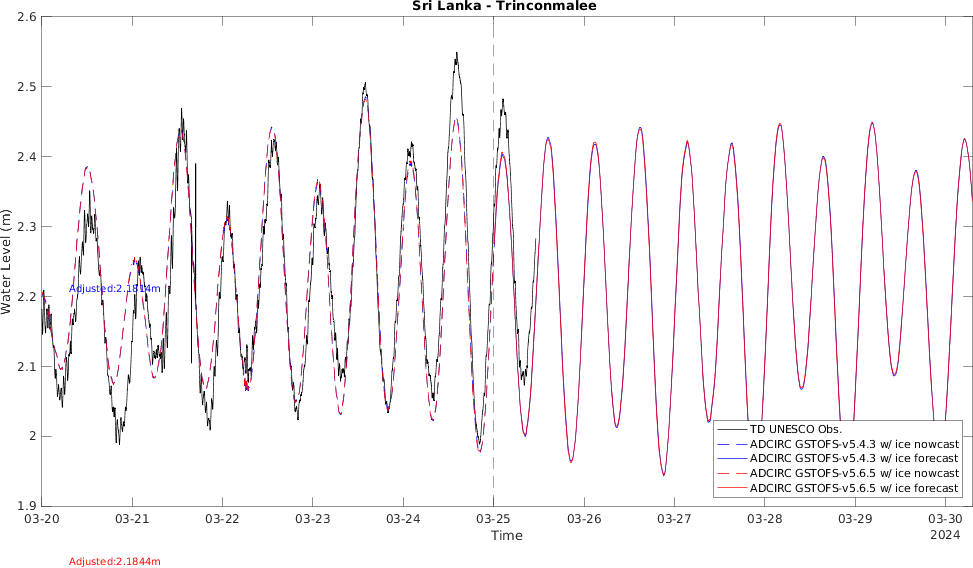 Sri Lanka - Trinconmalee
2.6
2.5
2.4
2.3
2.2
2.1
2
1.9
Water Level (m)
Adjusted:2.1814m
TD UNESCO Obs.
ADCIRC GSTOFS-v5.4.3 w/ ice nowcast
ADCIRC GSTOFS-v5.4.3 w/ ice forecast
ADCIRC GSTOFS-v5.6.5 w/ ice nowcast
ADCIRC GSTOFS-v5.6.5 w/ ice forecast
03-20 03-21 03-22 03-23 03-24 03-25 03-26 03-27 03-28 03-29 03-30
Time
2024
Adjusted:2.1844m